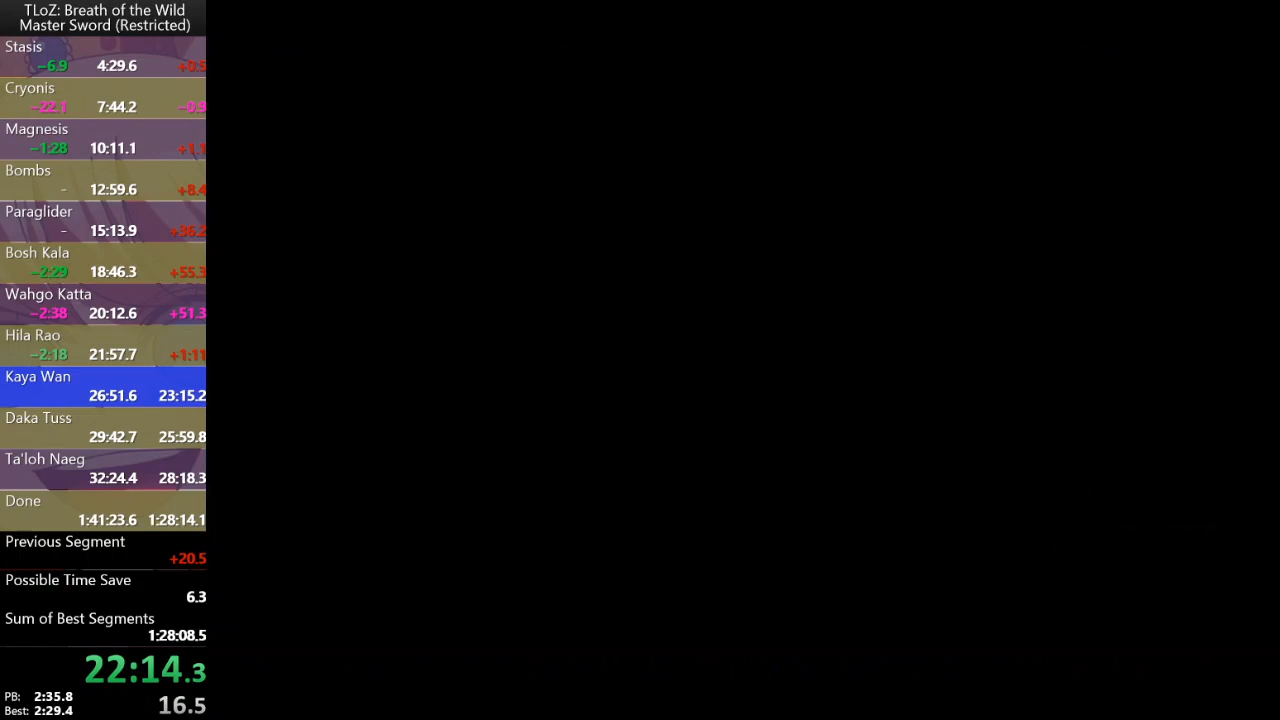 TLoZ: Breath of the Wild
Master Sword (Restricted)
Stasis
-6.9 4:29.6 +0.5
Cryonis
-22.1 7:44.2 -0.9
Magnesis
-1:28 10:11.1 +1.1
Bombs
- 12:59.6 +8.4
Paraglider
- 15:13.9 +36.2
Bosh Kala
-2:29 18:46.3 +55.3
Wahgo Katta
-2:38 20:12.6 +51.3
Hila Rao
-2:18 21:57.7 +1:11
Kaya Wan
26:51.6 23:15.2
Daka Tuss
29:42.7 25:59.8
Ta'loh Naeg
32:24.4 28:18.3
Done
1:41:23.6 1:28:14.1
Previous Segment
+20.5
Possible Time Save
6.3
Sum of Best Segments
1:28:08.5
22:14.3
PB: 2:35.8
Best: 2:29.4
16.5